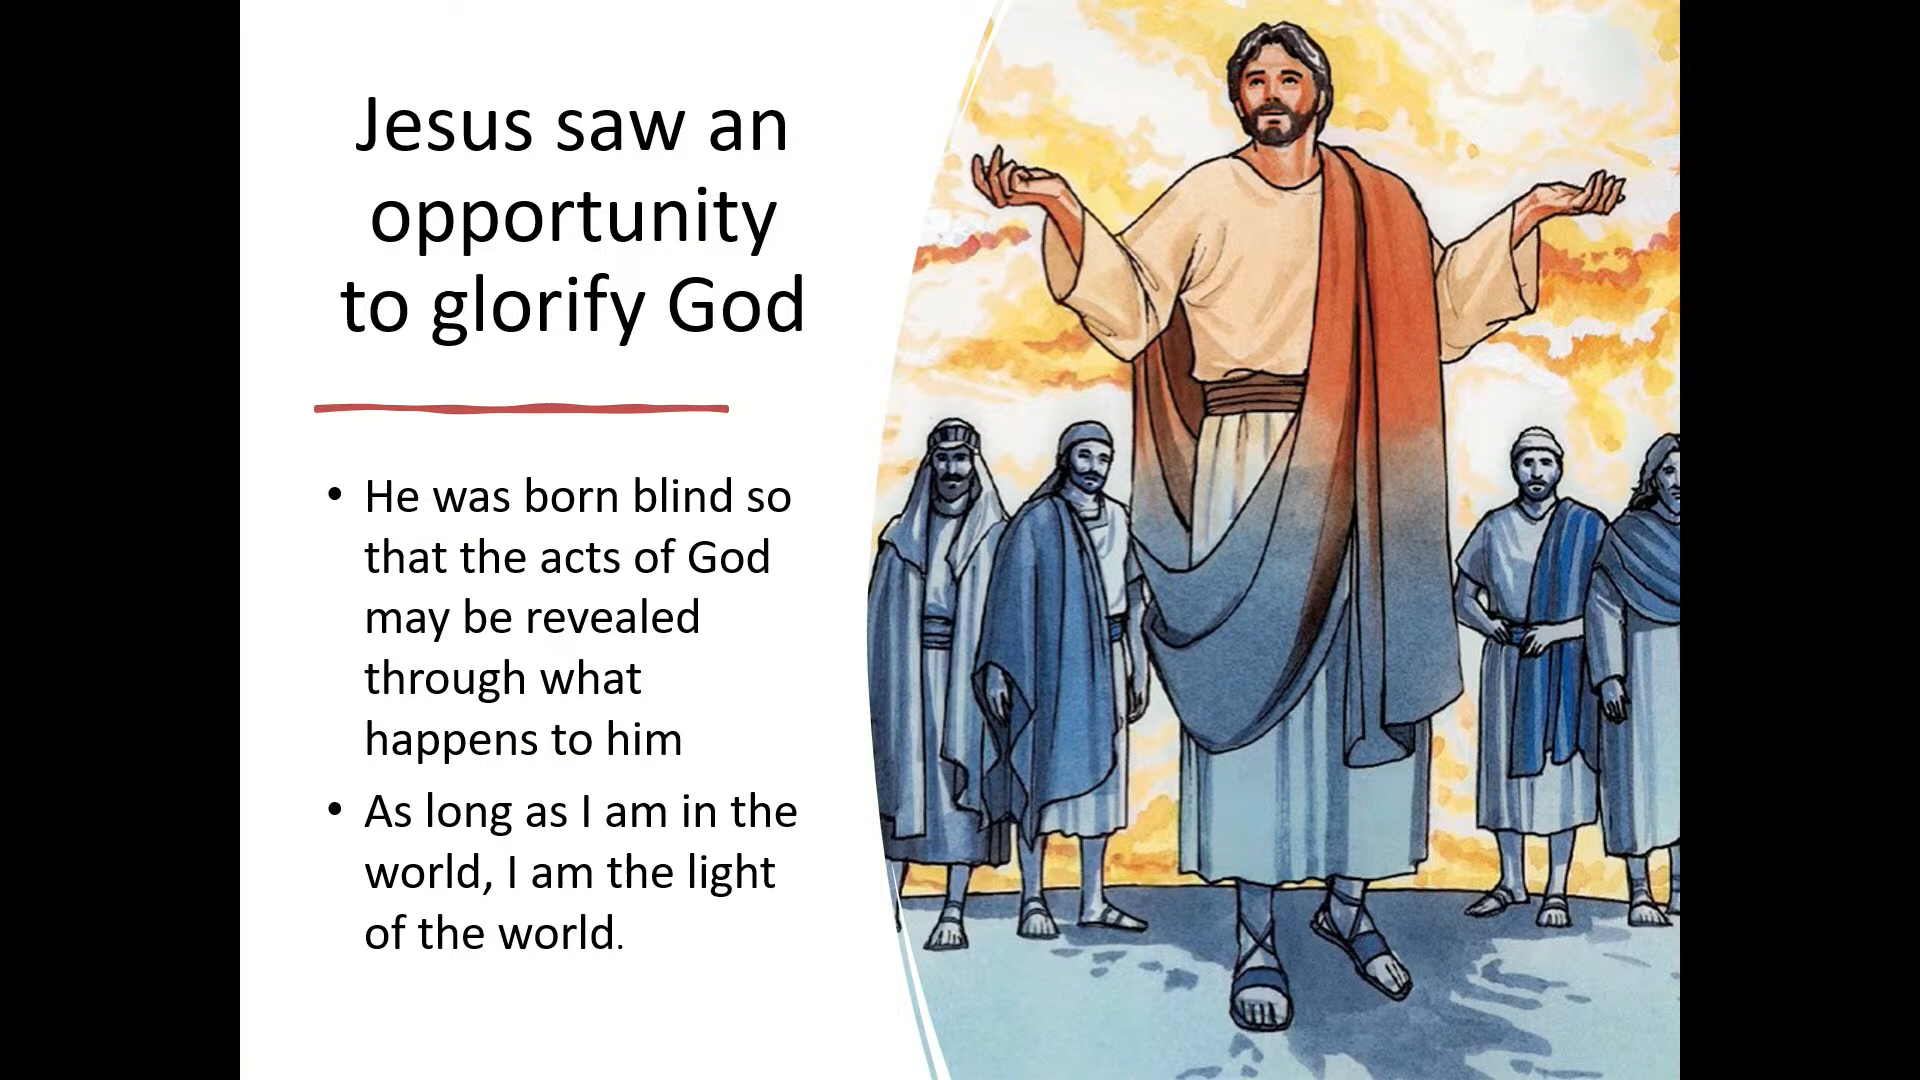 Jesus saw an
opportunity
to glorify God
• He was born blind so
that the acts of God
may be revealed
through what
happens to him
• As long as I am in the
world, I am the light
of the world.